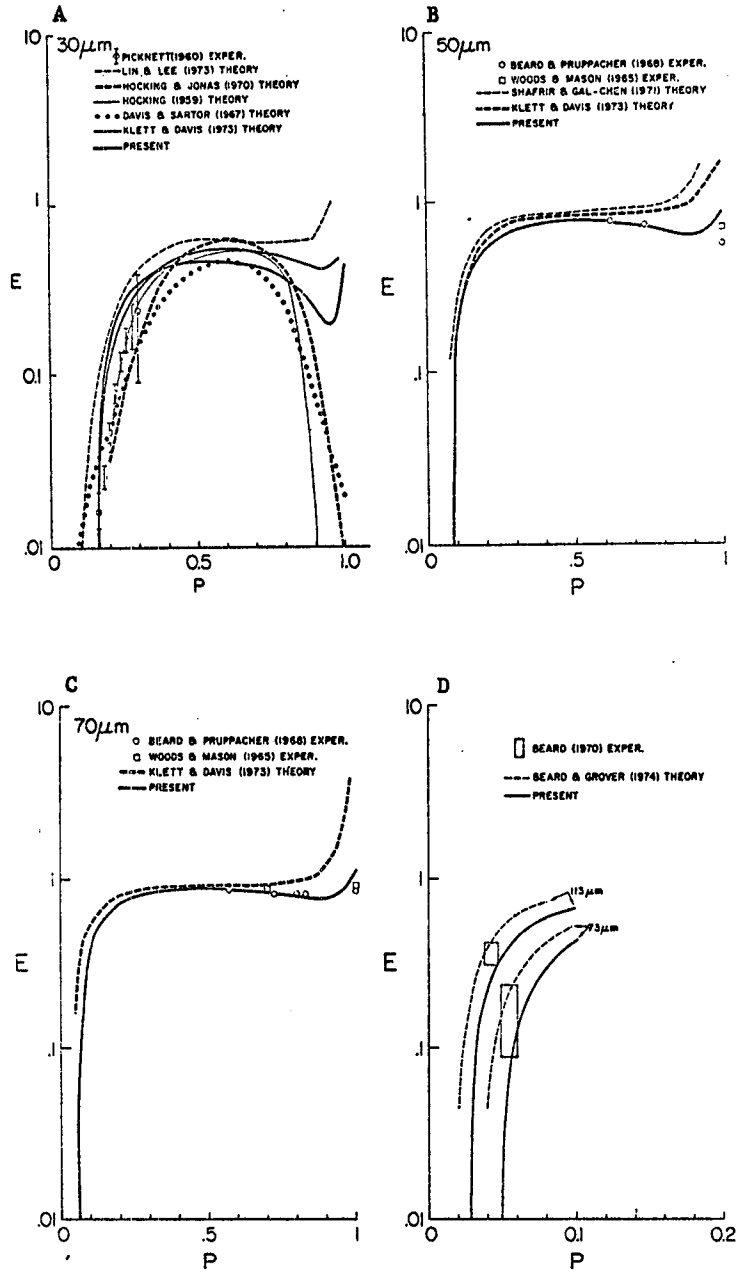 A
30μm
10
PICKNETT(1960) EXPER.
LIN & LEE (1973) THEORY
HOCKING & JONAS (1970) THEORY
HOCKING (1959) THEORY
DAVIS & SARTOR (1967) THEORY
KLETT & DAVIS (1973) THEORY
PRESENT
1
E
0.1
.01
0
0.5
1.0
P
B
50μm
10
BEARD & PRUPPACHER (1968) EXPER.
WOODS & MASON (1965) EXPER.
SHAFRIR & GAL-CHEN (1971) THEORY
KLETT & DAVIS (1973) THEORY
PRESENT
1
E
.1
.01
0
.5
1
P
C
70μm
10
BEARD & PRUPPACHER (1968) EXPER.
WOODS & MASON (1965) EXPER.
KLETT & DAVIS (1973) THEORY
PRESENT
1
E
.1
.01
0
.5
1
P
D
10
BEARD (1970) EXPER.
BEARD & GROVER (1974) THEORY
PRESENT
1
113μm
73μm
E
.1
.01
0
0.1
0.2
P